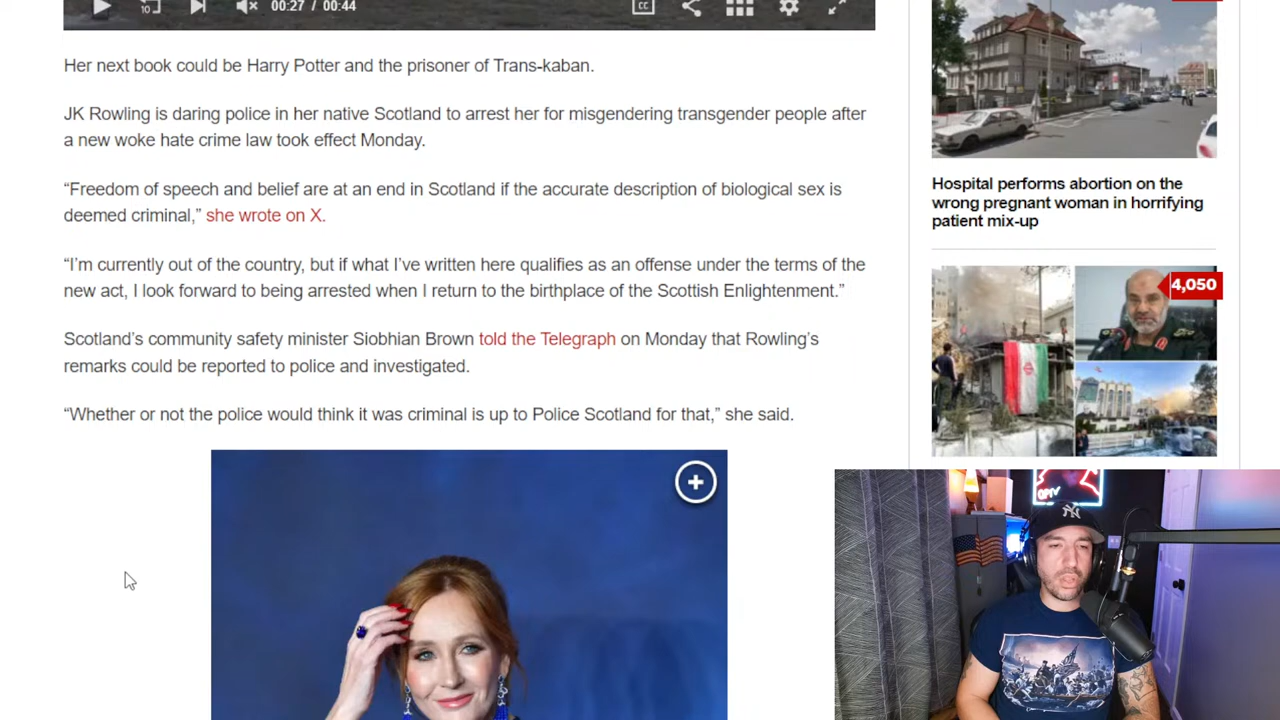 10
00:27 / 00:44
CC
Her next book could be Harry Potter and the prisoner of Trans-kaban.
JK Rowling is daring police in her native Scotland to arrest her for misgendering transgender people after
a new woke hate crime law took effect Monday.
“Freedom of speech and belief are at an end in Scotland if the accurate description of biological sex is
deemed criminal,” she wrote on X.
“I’m currently out of the country, but if what I’ve written here qualifies as an offense under the terms of the
new act, I look forward to being arrested when I return to the birthplace of the Scottish Enlightenment.”
Scotland’s community safety minister Siobhian Brown told the Telegraph on Monday that Rowling’s
remarks could be reported to police and investigated.
“Whether or not the police would think it was criminal is up to Police Scotland for that,” she said.
Hospital performs abortion on the
wrong pregnant woman in horrifying
patient mix-up
4,050
NY